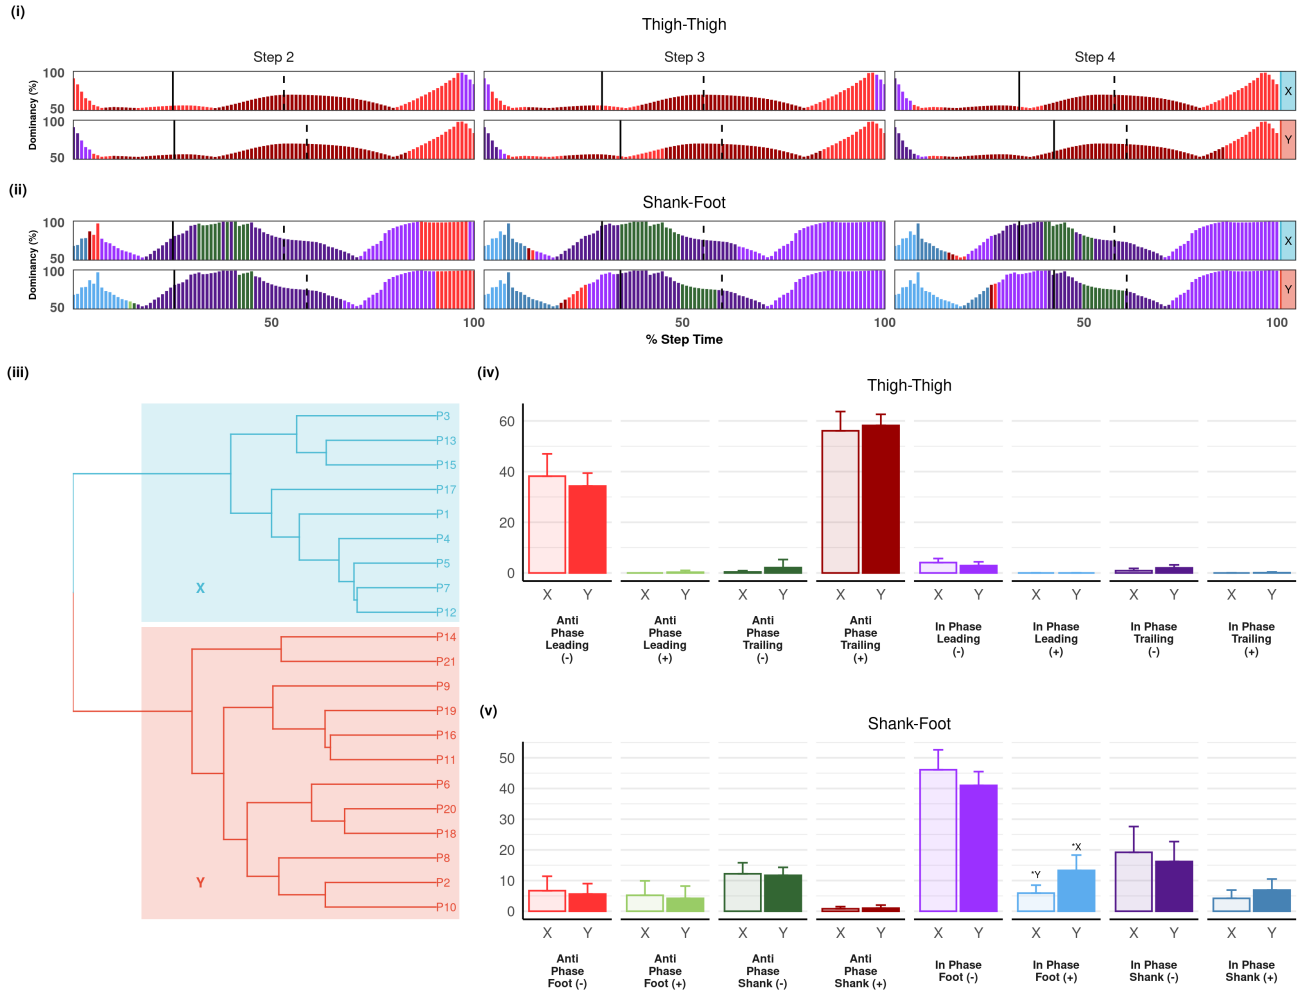 (i)
Thigh-Thigh
Step 2
Step 3
Step 4
Dominancy (%)
100
50
X
Dominancy (%)
100
50
Y
(ii)
Shank-Foot
Dominancy (%)
100
50
X
Dominancy (%)
100
50
Y
50
100
50
100
50
100
% Step Time
(iii)
P3
P13
P15
P17
P1
P4
P5
P7
P12
X
P14
P21
P9
P19
P16
P11
P6
P20
P18
P8
P2
P10
Y
(iv)
Thigh-Thigh
60
40
20
0
X Y X Y X Y X Y X Y X Y X Y X Y
Anti
Phase
Leading
(-)
Anti
Phase
Leading
(+)
Anti
Phase
Trailing
(-)
Anti
Phase
Trailing
(+)
In Phase
Leading
(-)
In Phase
Leading
(+)
In Phase
Trailing
(-)
In Phase
Trailing
(+)
(v)
Shank-Foot
50
40
30
20
10
0
*Y
*X
X Y X Y X Y X Y X Y X Y X Y X Y
Anti
Phase
Foot (-)
Anti
Phase
Foot (+)
Anti
Phase
Shank (-)
Anti
Phase
Shank (+)
In Phase
Foot (-)
In Phase
Foot (+)
In Phase
Shank (-)
In Phase
Shank (+)